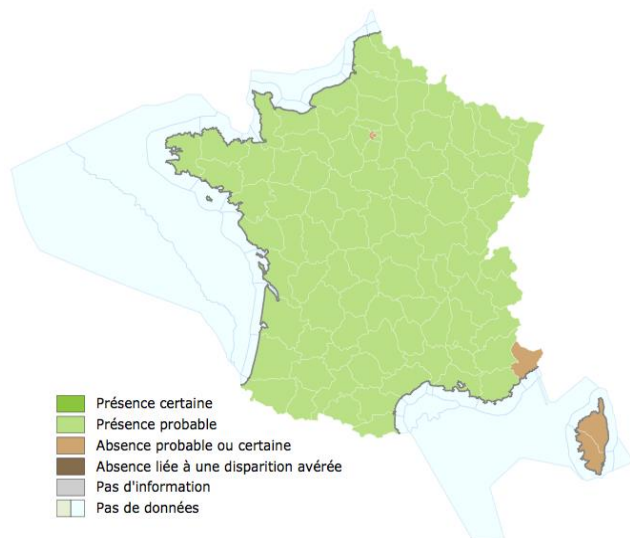 Présence certaine
Présence probable
Absence probable ou certaine
Absence liée à une disparition avérée
Pas d'information
Pas de données